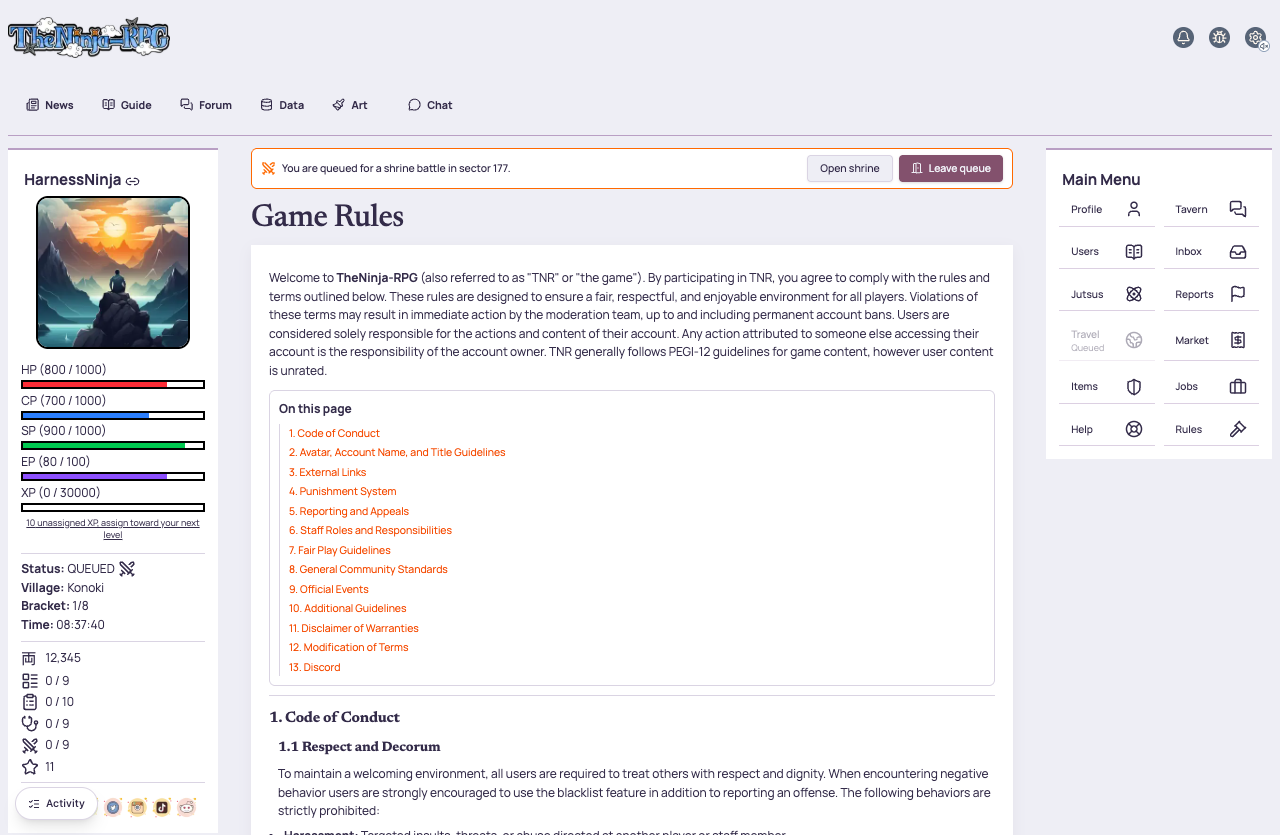 TheNinja-RPG
News
Guide
Forum
Data
Art
Chat
HarnessNinja
HP (800 / 1000)
CP (700 / 1000)
SP (900 / 1000)
EP (80 / 100)
XP (0 / 30000)
10 unassigned XP, assign toward your next
level
Status: QUEUED
Village: Konoki
Bracket: 1/8
Time: 08:37:40
両 12,345
0 / 9
0 / 10
0 / 9
0 / 9
11
Activity
You are queued for a shrine battle in sector 177.
Open shrine
Leave queue
Game Rules
Welcome to TheNinja-RPG (also referred to as "TNR" or "the game"). By participating in TNR, you agree to comply with the rules and
terms outlined below. These rules are designed to ensure a fair, respectful, and enjoyable environment for all players. Violations of
these terms may result in immediate action by the moderation team, up to and including permanent account bans. Users are
considered solely responsible for the actions and content of their account. Any action attributed to someone else accessing their
account is the responsibility of the account owner. TNR generally follows PEGI-12 guidelines for game content, however user content
is unrated.
On this page
1. Code of Conduct
2. Avatar, Account Name, and Title Guidelines
3. External Links
4. Punishment System
5. Reporting and Appeals
6. Staff Roles and Responsibilities
7. Fair Play Guidelines
8. General Community Standards
9. Official Events
10. Additional Guidelines
11. Disclaimer of Warranties
12. Modification of Terms
13. Discord
1. Code of Conduct
1.1 Respect and Decorum
To maintain a welcoming environment, all users are required to treat others with respect and dignity. When encountering negative
behavior users are strongly encouraged to use the blacklist feature in addition to reporting an offense. The following behaviors are
strictly prohibited:
• Harassment: Targeted insults, threats, or abuse directed at another player or staff member.
Main Menu
Profile
Tavern
Users
Inbox
Jutsus
Reports
Travel
Queued
Market
Items
Jobs
Help
Rules